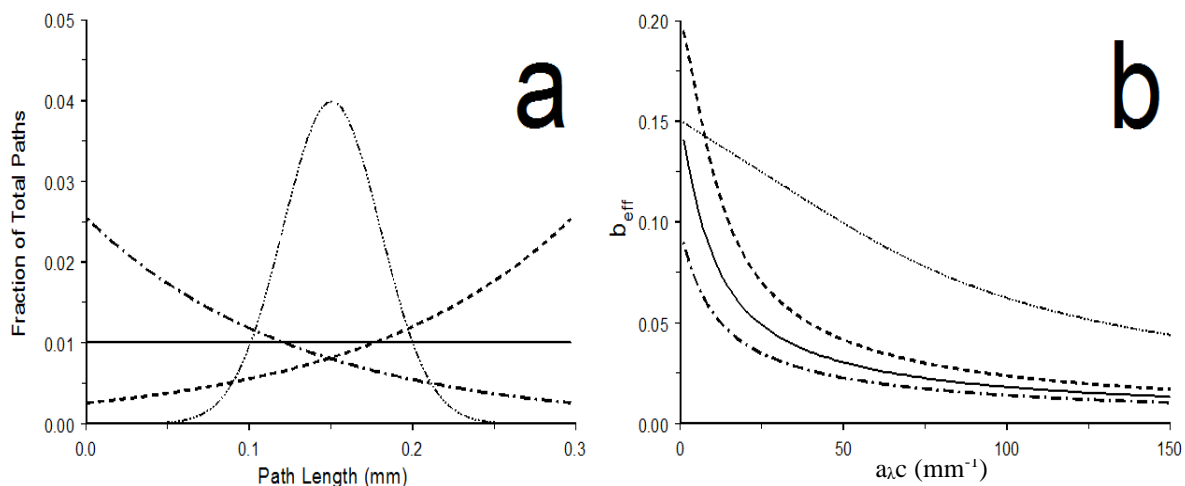 a
0.05
0.04
0.03
0.02
0.01
0.00
Fraction of Total Paths
0.0 0.1 0.2 0.3
Path Length (mm)
b
0.20
0.15
0.10
0.05
0.00
b_eff
0 50 100 150
aλc (mm⁻¹)